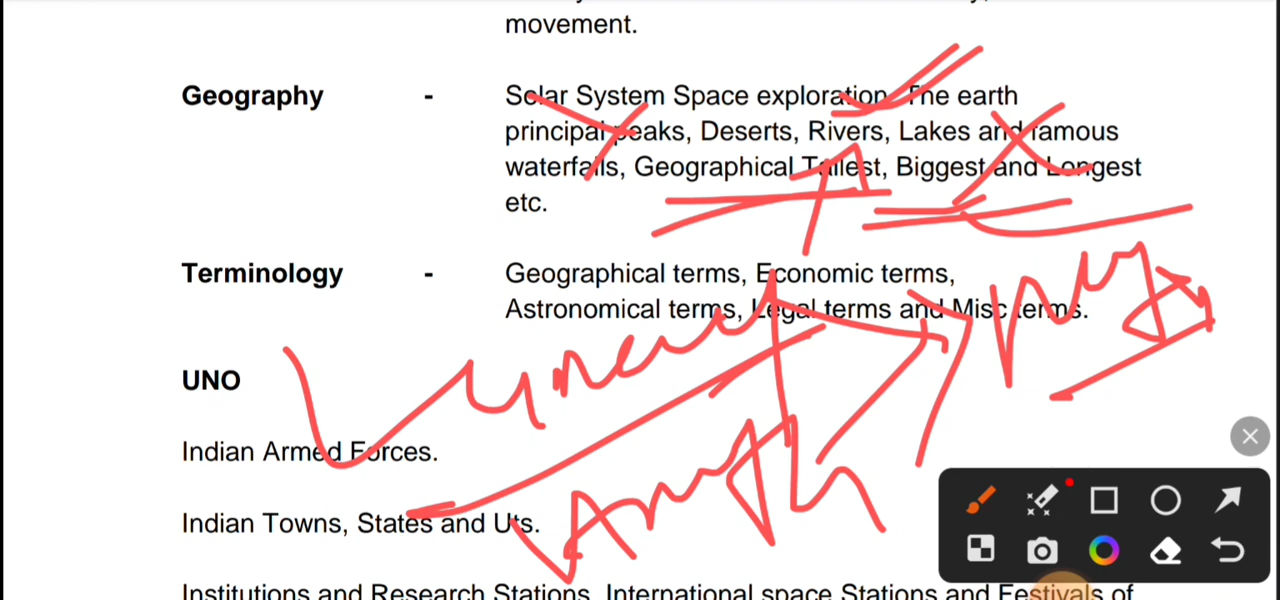 movement.
Geography - Solar System Space exploration The earth
principal peaks, Deserts, Rivers, Lakes and famous
waterfalls, Geographical Tallest, Biggest and Longest
etc.
Terminology - Geographical terms, Economic terms,
Astronomical terms, Legal terms and Misc terms.
UNO
Indian Armed Forces.
Indian Towns, States and Uts.
Institutions and Research Stations, International space Stations and Festivals of